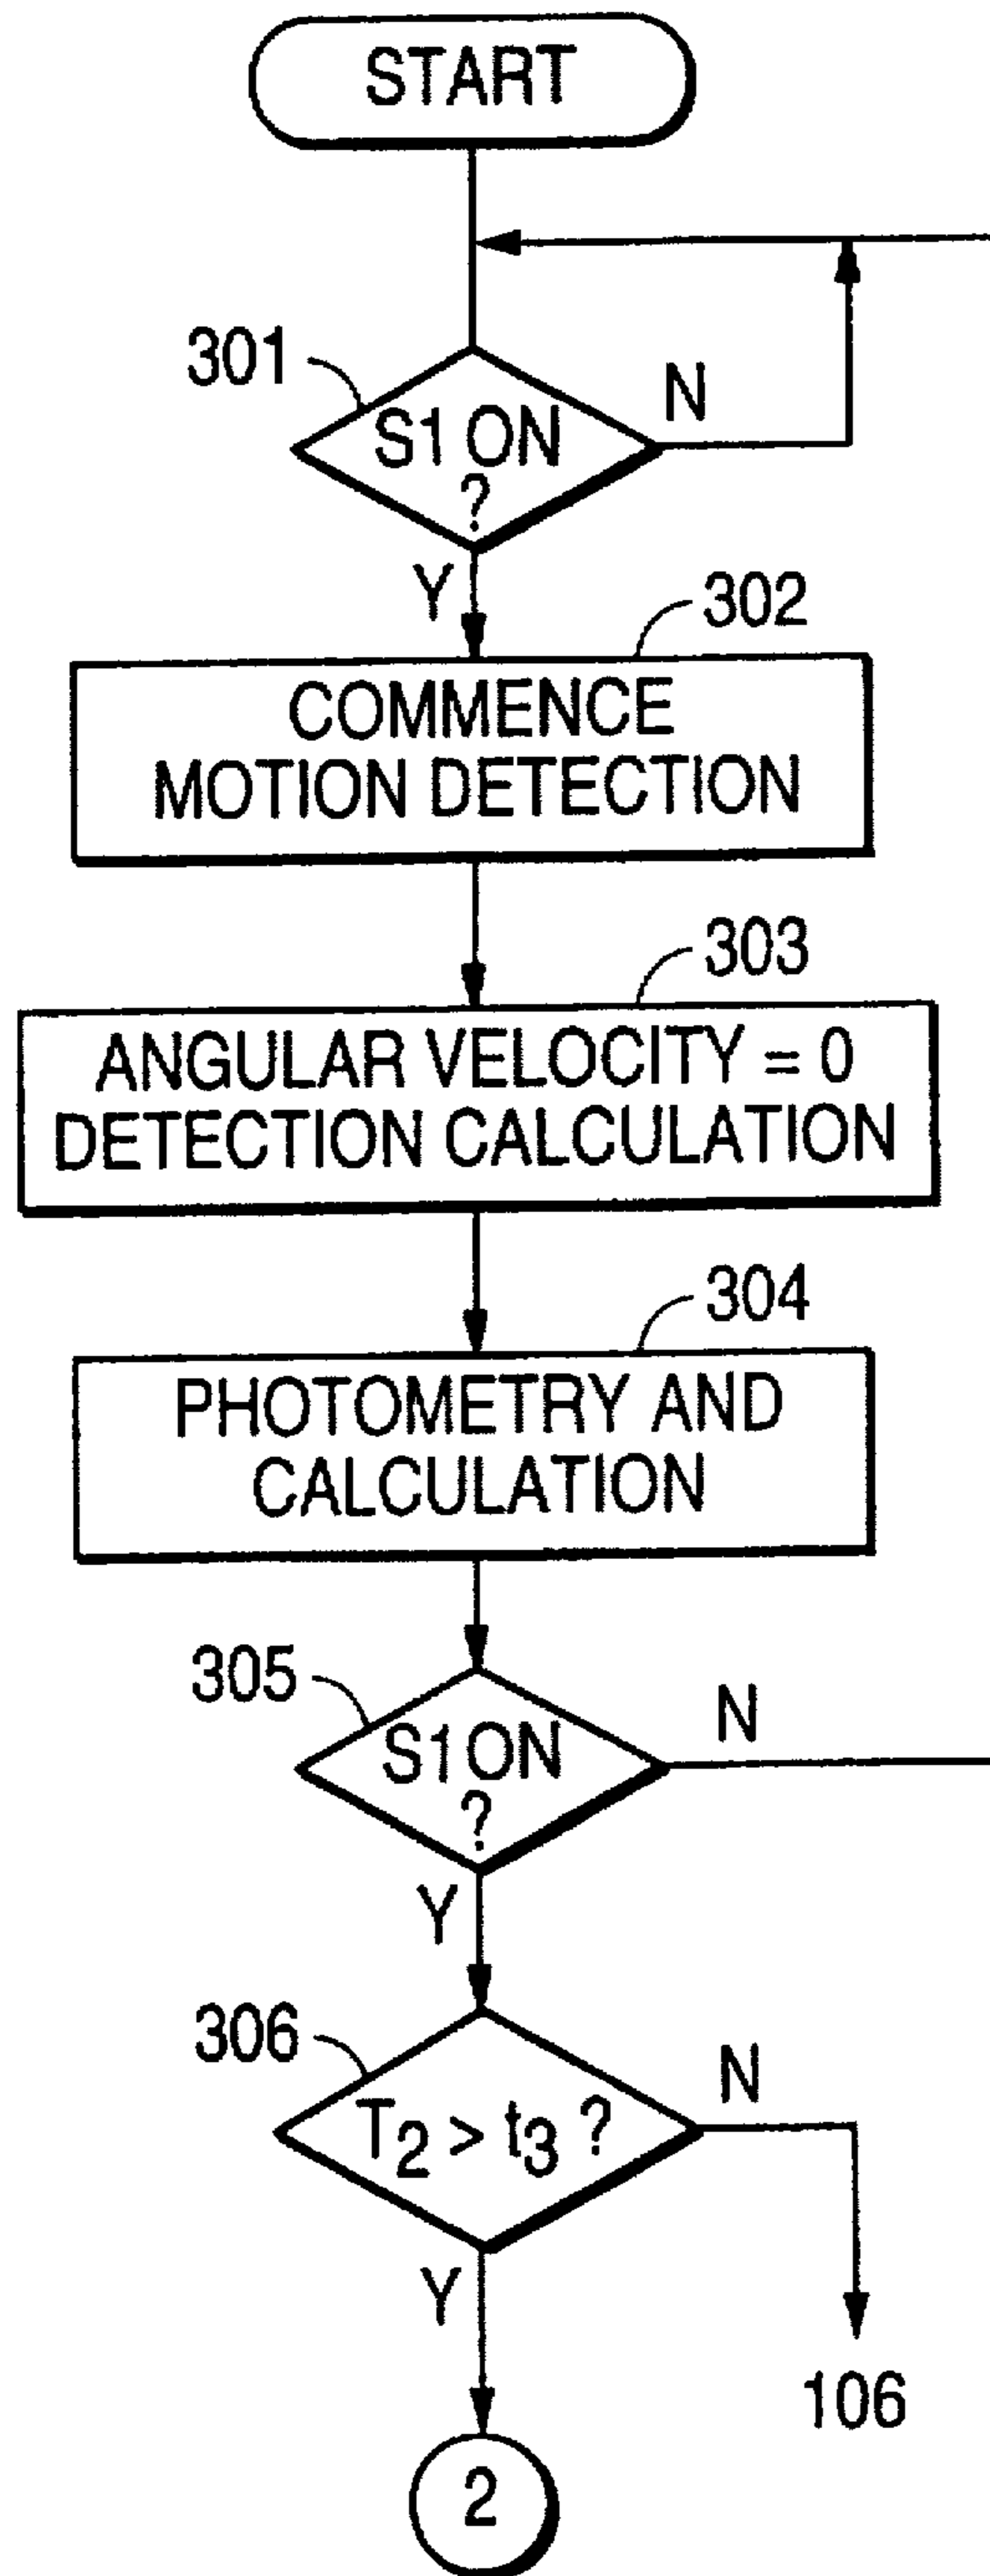 START
301
S1 ON
?
N
Y
302
COMMENCE
MOTION DETECTION
303
ANGULAR VELOCITY = 0
DETECTION CALCULATION
304
PHOTOMETRY AND
CALCULATION
305
S1 ON
?
N
Y
306
T2 > t3 ?
N
Y
106
2